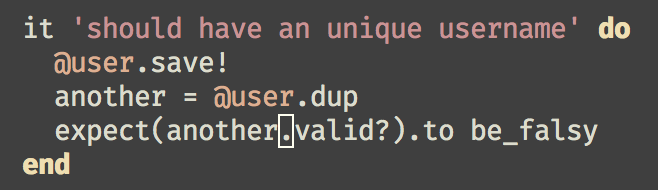 it 'should have an unique username' do
@user.save!
another = @user.dup
expect(another.valid?).to be_falsy
end